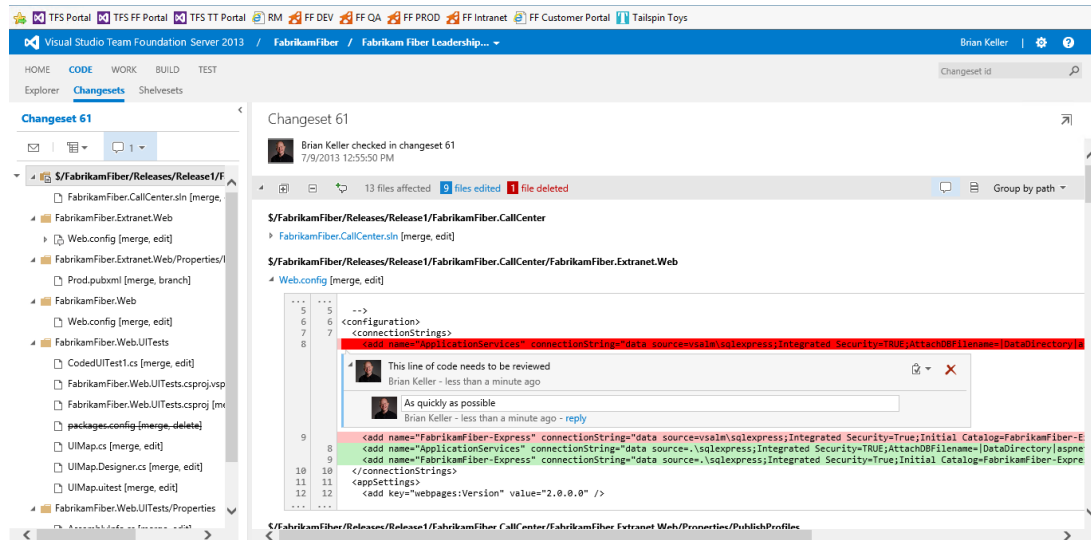 TFS Portal TFS FF Portal TFS TT Portal RM FF DEV FF QA FF PROD FF Intranet FF Customer Portal Tailspin Toys
Visual Studio Team Foundation Server 2013 / FabrikamFiber / Fabrikam Fiber Leadership... Brian Keller |
HOME CODE WORK BUILD TEST
Changeset id
Explorer Changesets Shelvesets
Changeset 61
1
$/FabrikamFiber/Releases/Release1/F
FabrikamFiber.CallCenter.sln [merge,
FabrikamFiber.Extranet.Web
Web.config [merge, edit]
FabrikamFiber.Extranet.Web/Properties/
Prod.pubxml [merge, branch]
FabrikamFiber.Web
Web.config [merge, edit]
FabrikamFiber.Web.UITests
CodedUITest1.cs [merge, edit]
FabrikamFiber.Web.UITests.csproj.vsp
FabrikamFiber.Web.UITests.csproj [me
packages.config [merge, delete]
UIMap.cs [merge, edit]
UIMap.Designer.cs [merge, edit]
UIMap.uitest [merge, edit]
FabrikamFiber.Web.UITests/Properties
Changeset 61
Brian Keller checked in changeset 61
7/9/2013 12:55:50 PM
13 files affected 9 files edited 1 file deleted Group by path
$/FabrikamFiber/Releases/Release1/FabrikamFiber.CallCenter
FabrikamFiber.CallCenter.sln [merge, edit]
$/FabrikamFiber/Releases/Release1/FabrikamFiber.CallCenter/FabrikamFiber.Extranet.Web
Web.config [merge, edit]
... ...
5 5 -->
6 6 <configuration>
7 7 <connectionStrings>
8 <add name="ApplicationServices" connectionString="data source=vsalm\sqlexpress;Integrated Security=TRUE;AttachDBFilename=|DataDirectory|a
This line of code needs to be reviewed
Brian Keller - less than a minute ago
As quickly as possible
Brian Keller - less than a minute ago - reply
9 <add name="FabrikamFiber-Express" connectionString="data source=vsalm\sqlexpress;Integrated Security=True;Initial Catalog=FabrikamFiber-E
8 <add name="ApplicationServices" connectionString="data source=.\sqlexpress;Integrated Security=TRUE;AttachDBFilename=|DataDirectory|aspne
9 <add name="FabrikamFiber-Express" connectionString="data source=.\sqlexpress;Integrated Security=True;Initial Catalog=FabrikamFiber-Expre
10 10 </connectionStrings>
11 11 <appSettings>
12 12 <add key="webpages:Version" value="2.0.0.0" />
... ...
$/FabrikamFiber/Releases/Release1/FabrikamFiber.CallCenter/FabrikamFiber.Extranet.Web/Properties/PublishProfiles